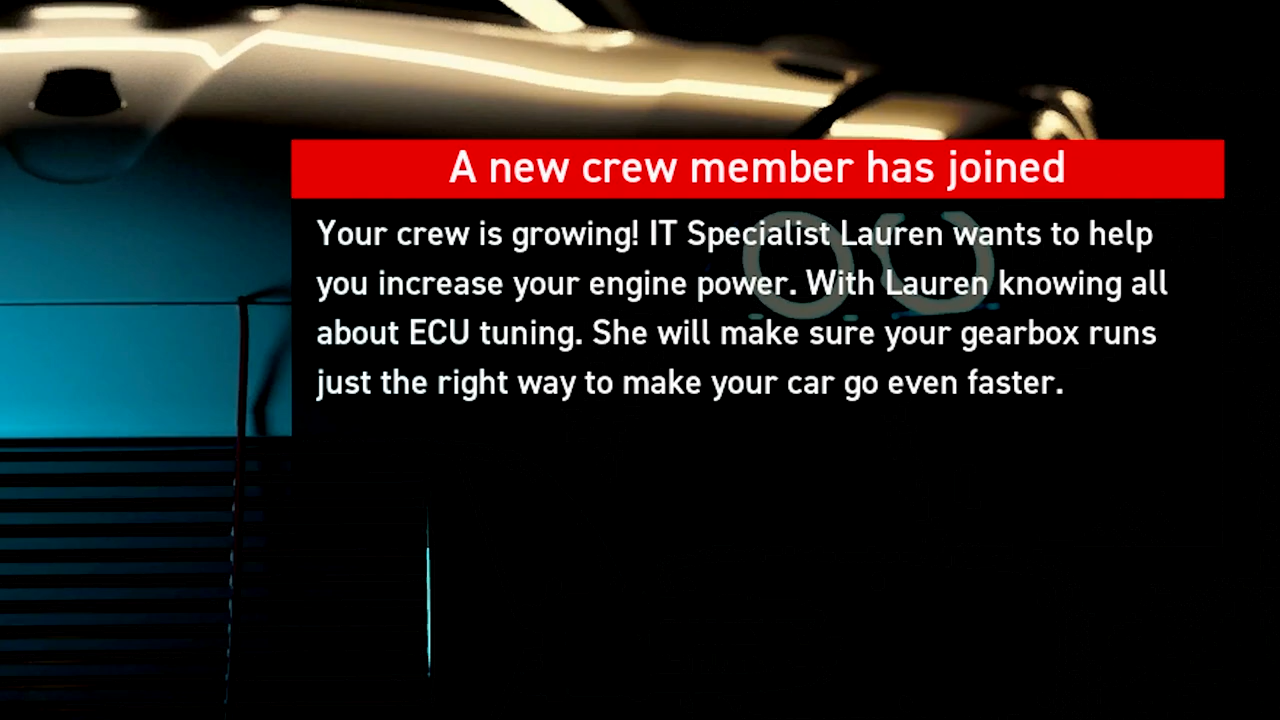 A new crew member has joined
Your crew is growing! IT Specialist Lauren wants to help
you increase your engine power. With Lauren knowing all
about ECU tuning. She will make sure your gearbox runs
just the right way to make your car go even faster.